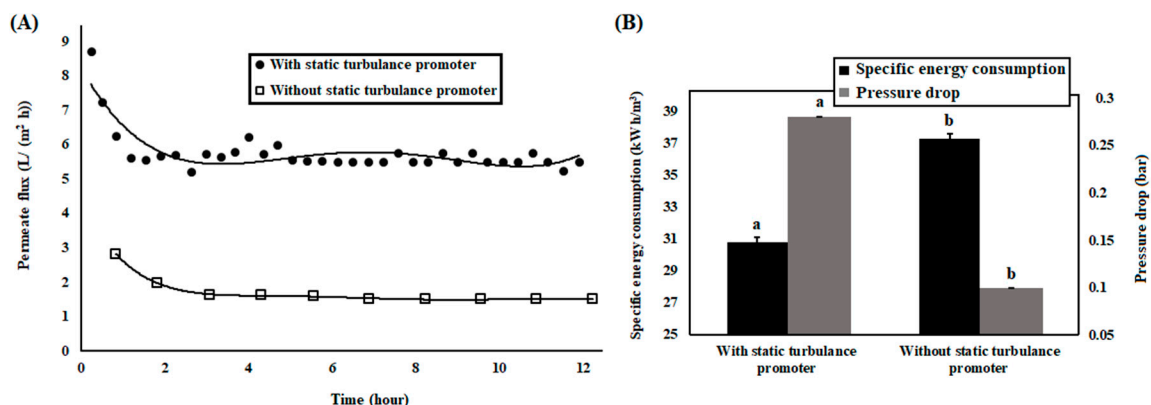 (A)
9
8
7
6
5
4
3
2
1
0
Permeate flux (L/ (m² h))
With static turbulance promoter
Without static turbulance promoter
0 2 4 6 8 10 12
Time (hour)
(B)
Specific energy consumption
Pressure drop
39
37
35
33
31
29
27
25
Specific energy consumption (kW h/m³)
a
a
b
b
0.3
0.25
0.2
0.15
0.1
0.05
Pressure drop (bar)
With static turbulance
promoter
Without static turbulance
promoter